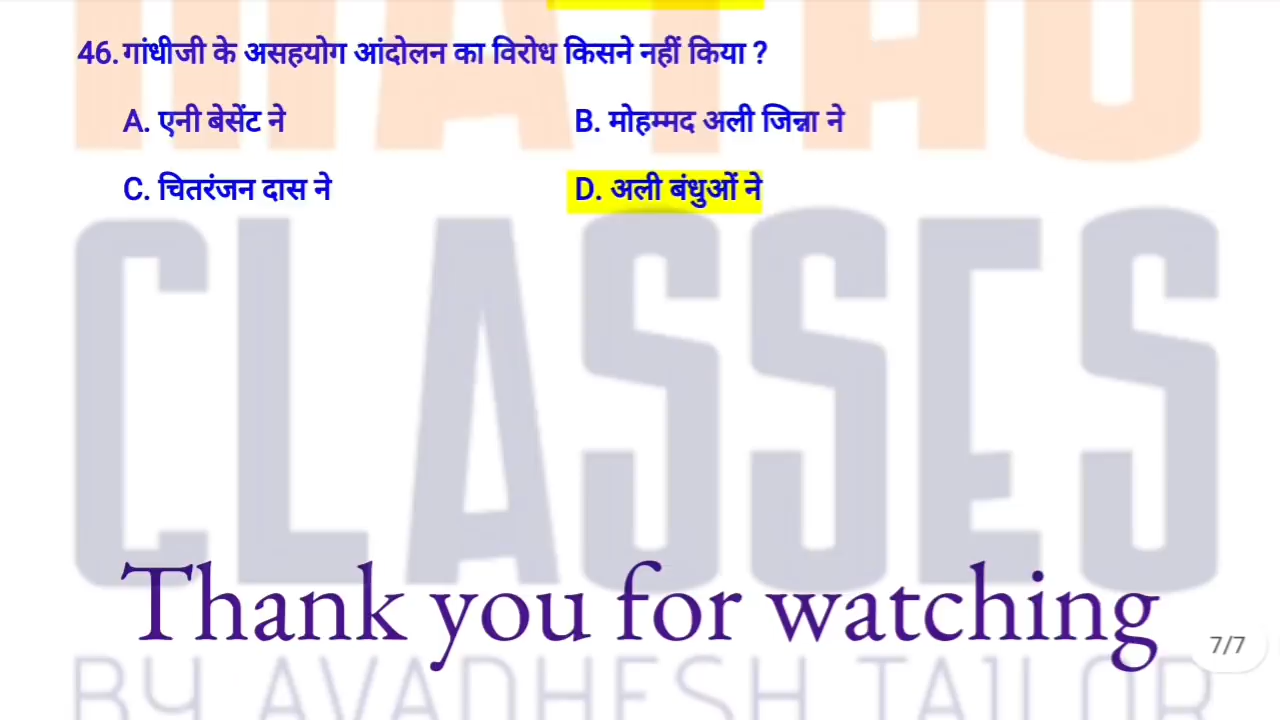 46. गांधीजी के असहयोग आंदोलन का विरोध किसने नहीं किया ?
A. एनी बेसेंट ने B. मोहम्मद अली जिन्ना ने
C. चितरंजन दास ने D. अली बंधुओं ने
CLASSES
Thank you for watching
7/7
BY AVADHESH TAILOR